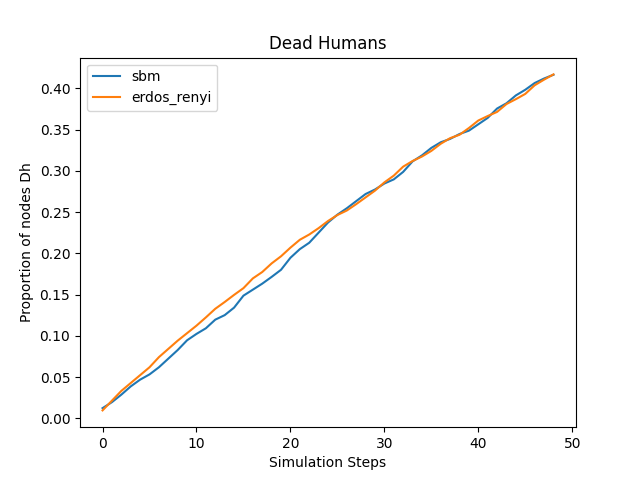 Dead Humans
sbm
erdos_renyi
Proportion of nodes Dh
0.40
0.35
0.30
0.25
0.20
0.15
0.10
0.05
0.00
0 10 20 30 40 50
Simulation Steps